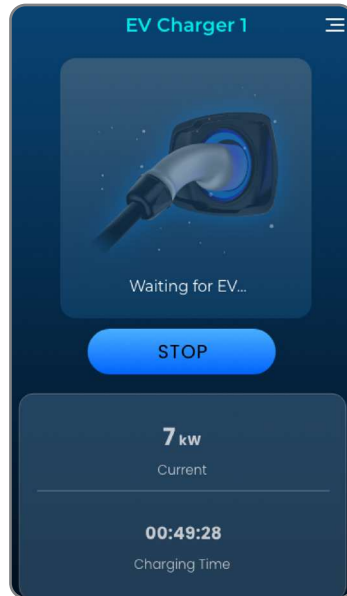 EV Charger 1
Waiting for EV...
STOP
7 kW
Current
00:49:28
Charging Time